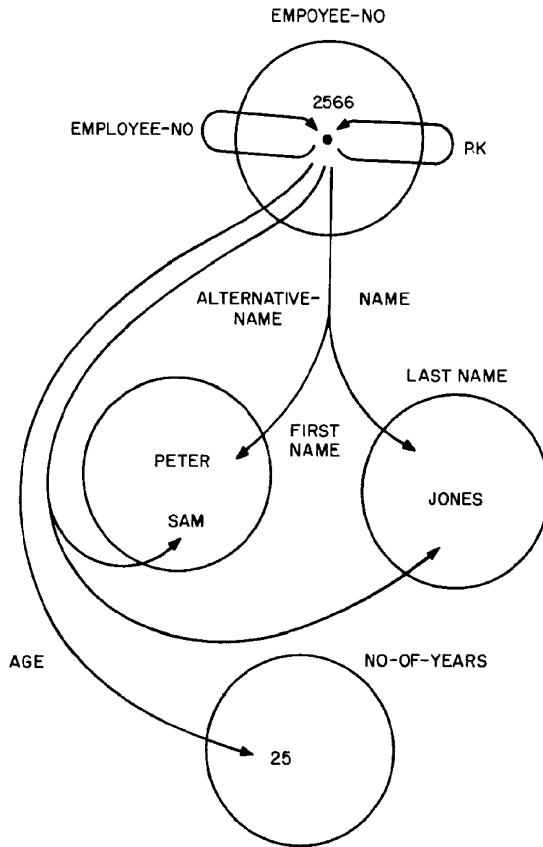 EMPOYEE-NO
2566
EMPLOYEE-NO
PK
ALTERNATIVE-
NAME
NAME
LAST NAME
FIRST
NAME
PETER
SAM
JONES
AGE
NO-OF-YEARS
25